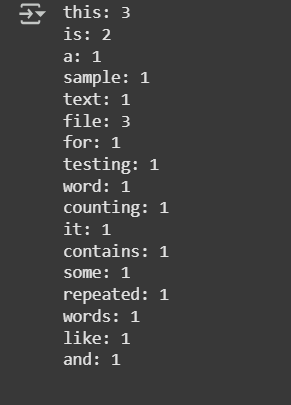 this: 3
is: 2
a: 1
sample: 1
text: 1
file: 3
for: 1
testing: 1
word: 1
counting: 1
it: 1
contains: 1
some: 1
repeated: 1
words: 1
like: 1
and: 1